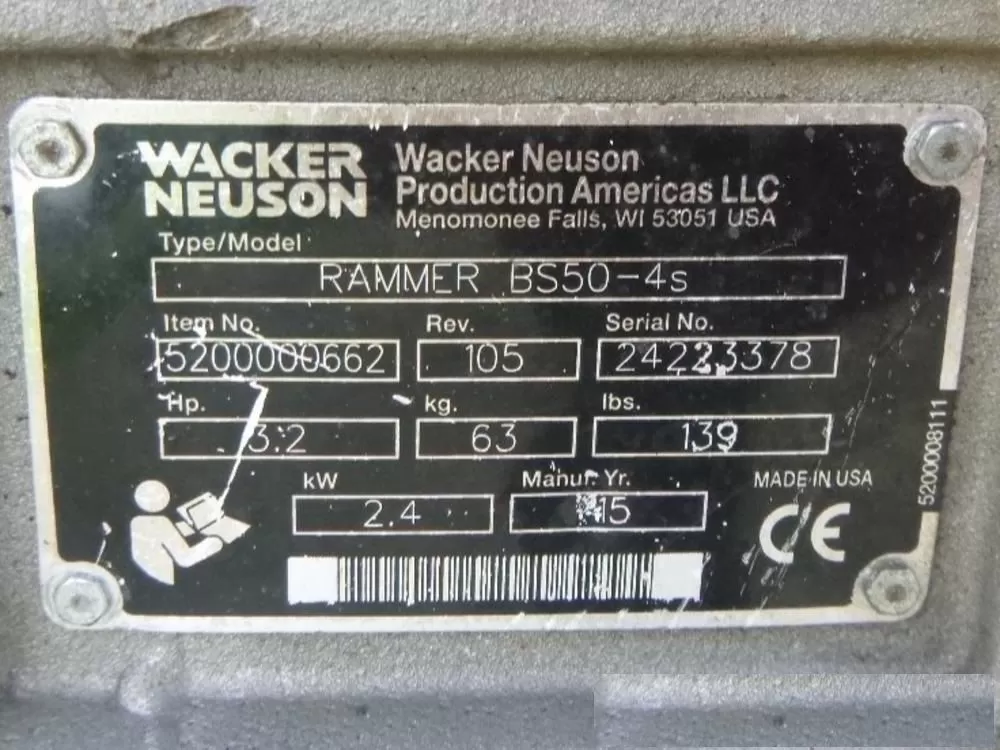 WACKER
NEUSON
Wacker Neuson
Production Americas LLC
Menomonee Falls, WI 53051 USA
Type/Model
RAMMER BS50-4s
Item No. Rev. Serial No.
5200000662 105 24223378
Hp. kg. lbs.
3.2 63 139
kW Manuf. Yr. MADE IN USA
2.4 15 CE
5200008111